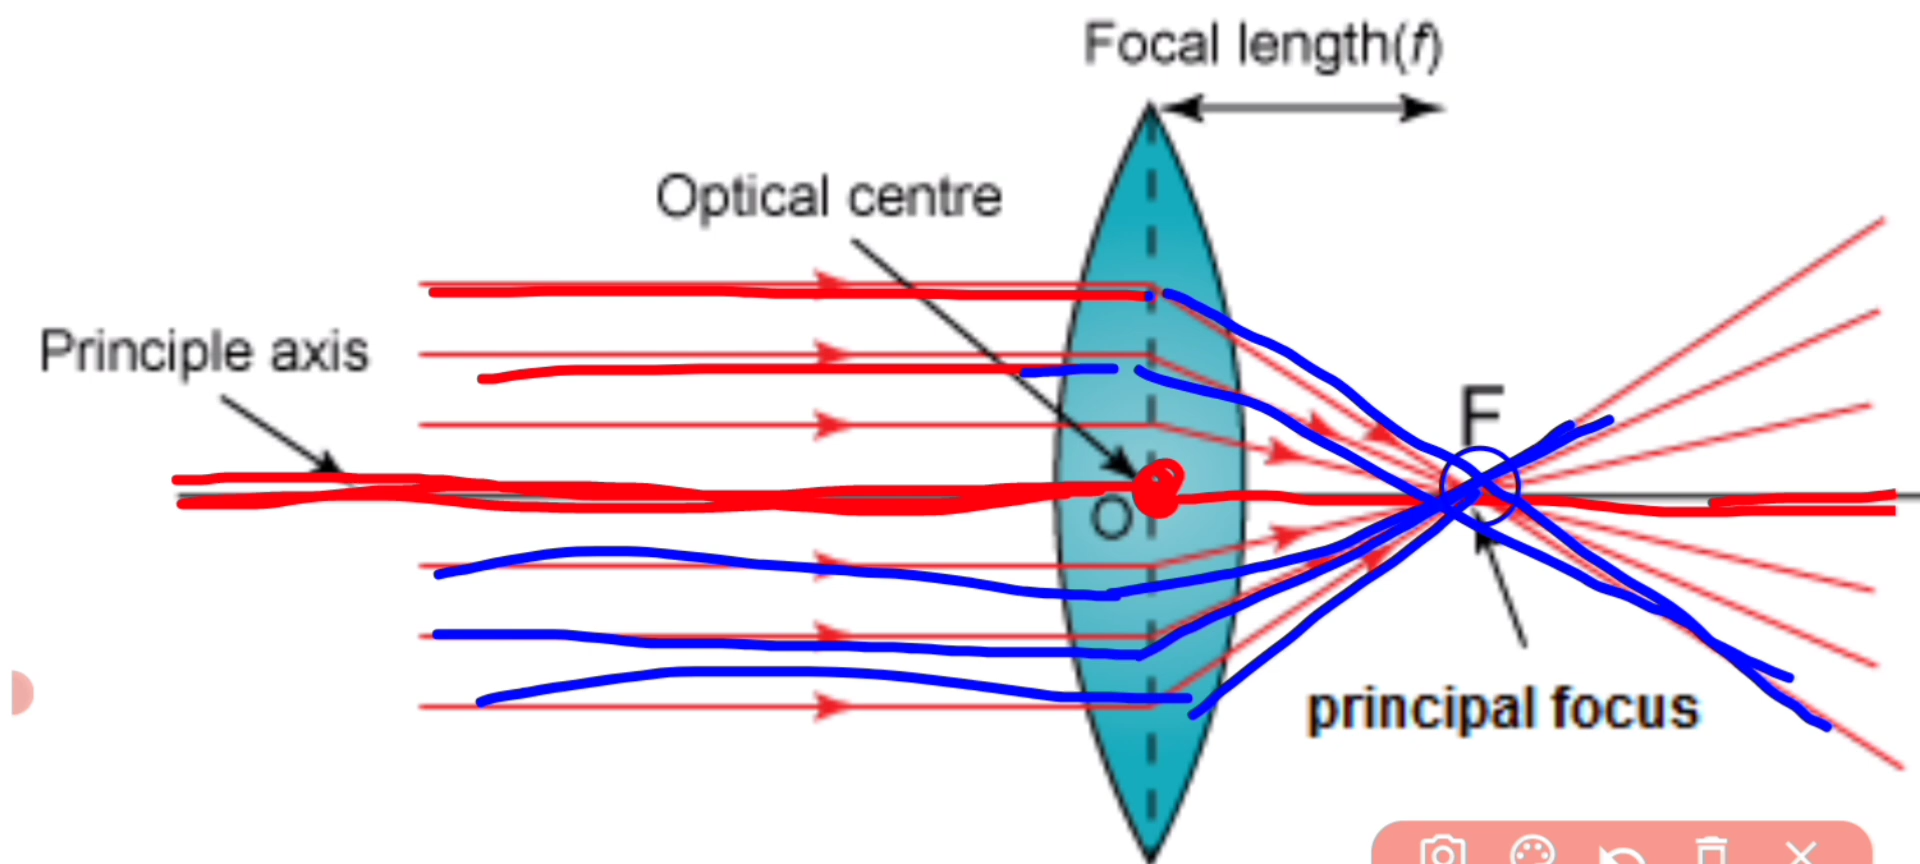 Focal length(f)
Optical centre
Principle axis
F
O
principal focus